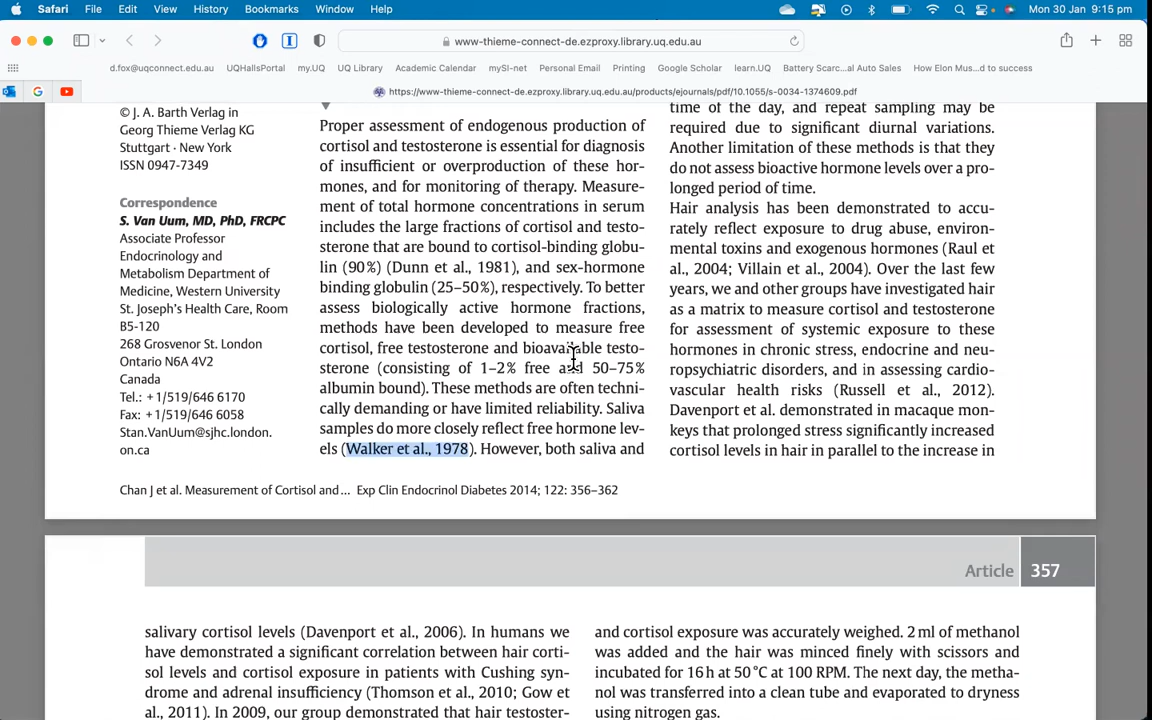 Safari File Edit View History Bookmarks Window Help Mon 30 Jan 9:15 pm
www-thieme-connect-de.ezproxy.library.uq.edu.au
d.fox@uqconnect.edu.au UQHallsPortal my.UQ UQ Library Academic Calendar mySI-net Personal Email Printing Google Scholar learn.UQ Battery Scarc...al Auto Sales How Elon Mus...d to success
https://www-thieme-connect-de.ezproxy.library.uq.edu.au/products/ejournals/pdf/10.1055/s-0034-1374609.pdf
© J. A. Barth Verlag in
Georg Thieme Verlag KG
Stuttgart · New York
ISSN 0947-7349
Correspondence
S. Van Uum, MD, PhD, FRCPC
Associate Professor
Endocrinology and
Metabolism Department of
Medicine, Western University
St. Joseph's Health Care, Room
B5-120
268 Grosvenor St. London
Ontario N6A 4V2
Canada
Tel.: +1/519/646 6170
Fax: +1/519/646 6058
Stan.VanUum@sjhc.london.
on.ca
Proper assessment of endogenous production of
cortisol and testosterone is essential for diagnosis
of insufficient or overproduction of these hor-
mones, and for monitoring of therapy. Measure-
ment of total hormone concentrations in serum
includes the large fractions of cortisol and testo-
sterone that are bound to cortisol-binding globu-
lin (90%) (Dunn et al., 1981), and sex-hormone
binding globulin (25–50%), respectively. To better
assess biologically active hormone fractions,
methods have been developed to measure free
cortisol, free testosterone and bioavailable testo-
sterone (consisting of 1–2% free and 50–75%
albumin bound). These methods are often techni-
cally demanding or have limited reliability. Saliva
samples do more closely reflect free hormone lev-
els (Walker et al., 1978). However, both saliva and
time of the day, and repeat sampling may be
required due to significant diurnal variations.
Another limitation of these methods is that they
do not assess bioactive hormone levels over a pro-
longed period of time.
Hair analysis has been demonstrated to accu-
rately reflect exposure to drug abuse, environ-
mental toxins and exogenous hormones (Raul et
al., 2004; Villain et al., 2004). Over the last few
years, we and other groups have investigated hair
as a matrix to measure cortisol and testosterone
for assessment of systemic exposure to these
hormones in chronic stress, endocrine and neu-
ropsychiatric disorders, and in assessing cardio-
vascular health risks (Russell et al., 2012).
Davenport et al. demonstrated in macaque mon-
keys that prolonged stress significantly increased
cortisol levels in hair in parallel to the increase in
Chan J et al. Measurement of Cortisol and... Exp Clin Endocrinol Diabetes 2014; 122: 356–362
Article 357
salivary cortisol levels (Davenport et al., 2006). In humans we
have demonstrated a significant correlation between hair corti-
sol levels and cortisol exposure in patients with Cushing syn-
drome and adrenal insufficiency (Thomson et al., 2010; Gow et
al., 2011). In 2009, our group demonstrated that hair testoster-
and cortisol exposure was accurately weighed. 2 ml of methanol
was added and the hair was minced finely with scissors and
incubated for 16 h at 50 °C at 100 RPM. The next day, the metha-
nol was transferred into a clean tube and evaporated to dryness
using nitrogen gas.